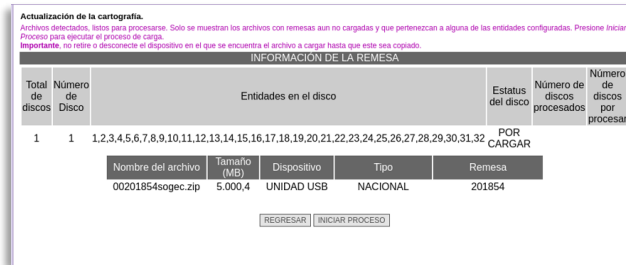 Actualización de la cartografía.
Archivos detectados, listos para procesarse. Solo se muestran los archivos con remesas aun no cargadas y que pertenezcan a alguna de las entidades configuradas. Presione Iniciar
Proceso para ejecutar el proceso de carga.
Importante, no retire o desconecte el dispositivo en el que se encuentra el archivo a cargar hasta que este sea copiado.
INFORMACIÓN DE LA REMESA
Total de discos Número de Disco Entidades en el disco Estatus del disco Número de discos procesados Número de discos por procesar
1 1 1,2,3,4,5,6,7,8,9,10,11,12,13,14,15,16,17,18,19,20,21,22,23,24,25,26,27,28,29,30,31,32 POR CARGAR
Nombre del archivo Tamaño (MB) Dispositivo Tipo Remesa
00201854sogec.zip 5.000,4 UNIDAD USB NACIONAL 201854
REGRESAR INICIAR PROCESO